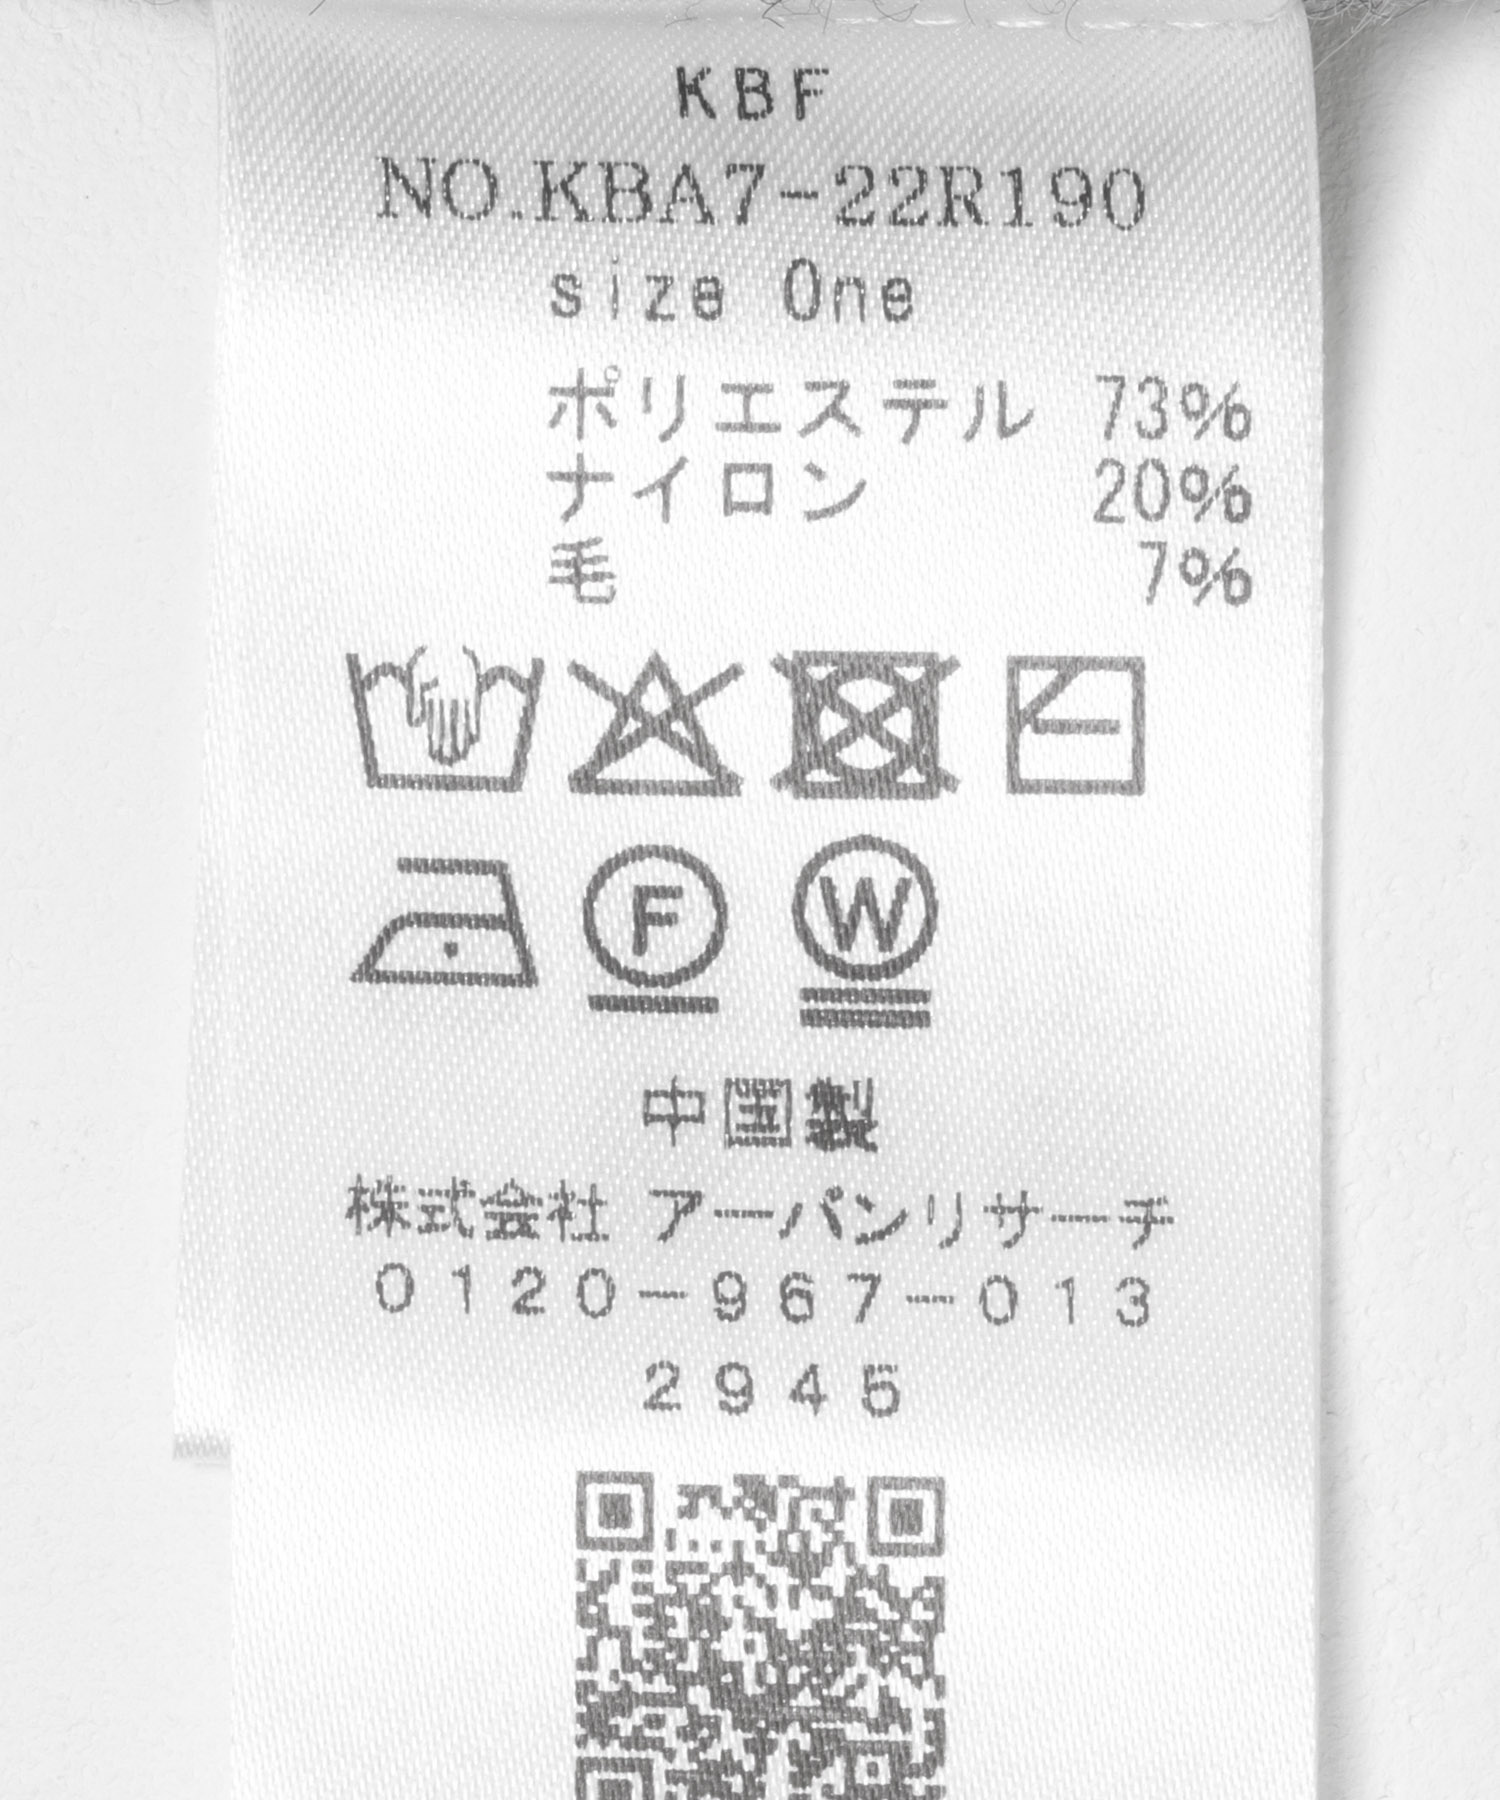 KBF
NO.KBA7-22R190
size One
ポリエステル 73%
ナイロン 20%
毛 7%
F
W
中国製
株式会社 アーバンリサーチ
0120-967-013
2945